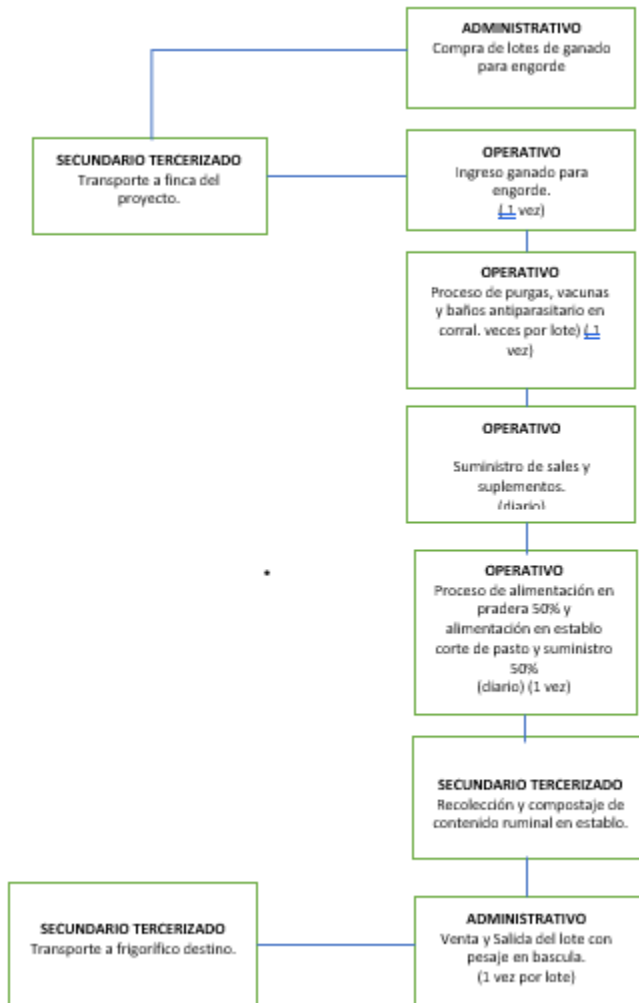 ADMINISTRATIVO
Compra de lotes de ganado
para engorde
SECUNDARIO TERCERIZADO
Transporte a finca del
proyecto.
OPERATIVO
Ingreso ganado para
engorde.
( 1 vez)
OPERATIVO
Proceso de purgas, vacunas
y baños antiparasitario en
corral. veces por lote) ( 1
vez)
OPERATIVO
Suministro de sales y
suplementos.
(diario)
OPERATIVO
Proceso de alimentación en
pradera 50% y
alimentación en establo
corte de pasto y suministro
50%
(diario) (1 vez)
SECUNDARIO TERCERIZADO
Recolección y compostaje de
contenido ruminal en establo.
ADMINISTRATIVO
Venta y Salida del lote con
pesaje en bascula.
(1 vez por lote)
SECUNDARIO TERCERIZADO
Transporte a frigorífico destino.